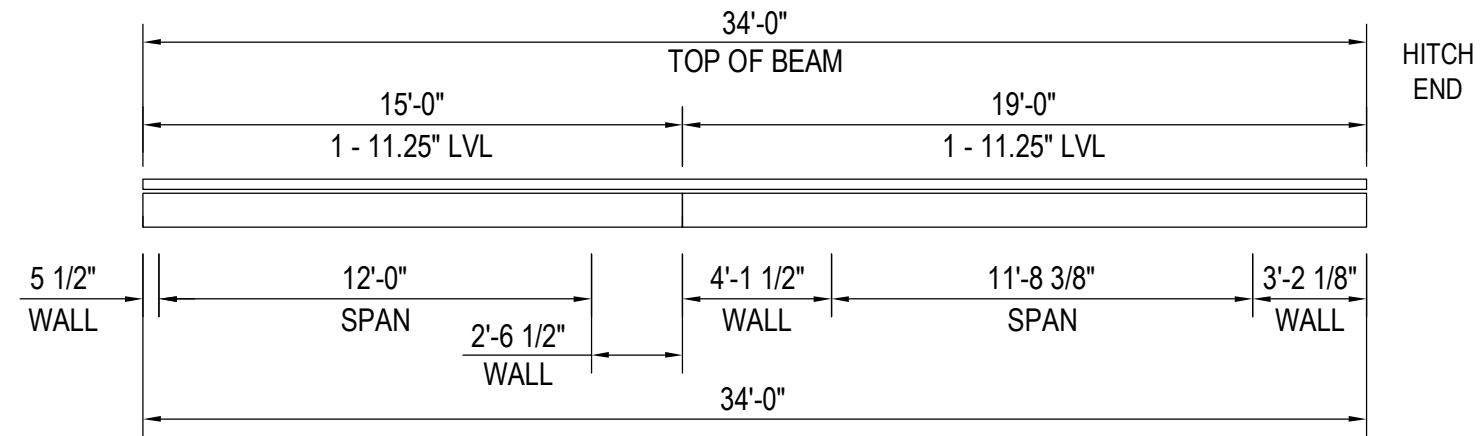 34'-0"
TOP OF BEAM
HITCH
END
15'-0"
19'-0"
1 - 11.25" LVL
1 - 11.25" LVL
5 1/2"
WALL
12'-0"
SPAN
2'-6 1/2"
WALL
4'-1 1/2"
WALL
11'-8 3/8"
SPAN
3'-2 1/8"
WALL
34'-0"